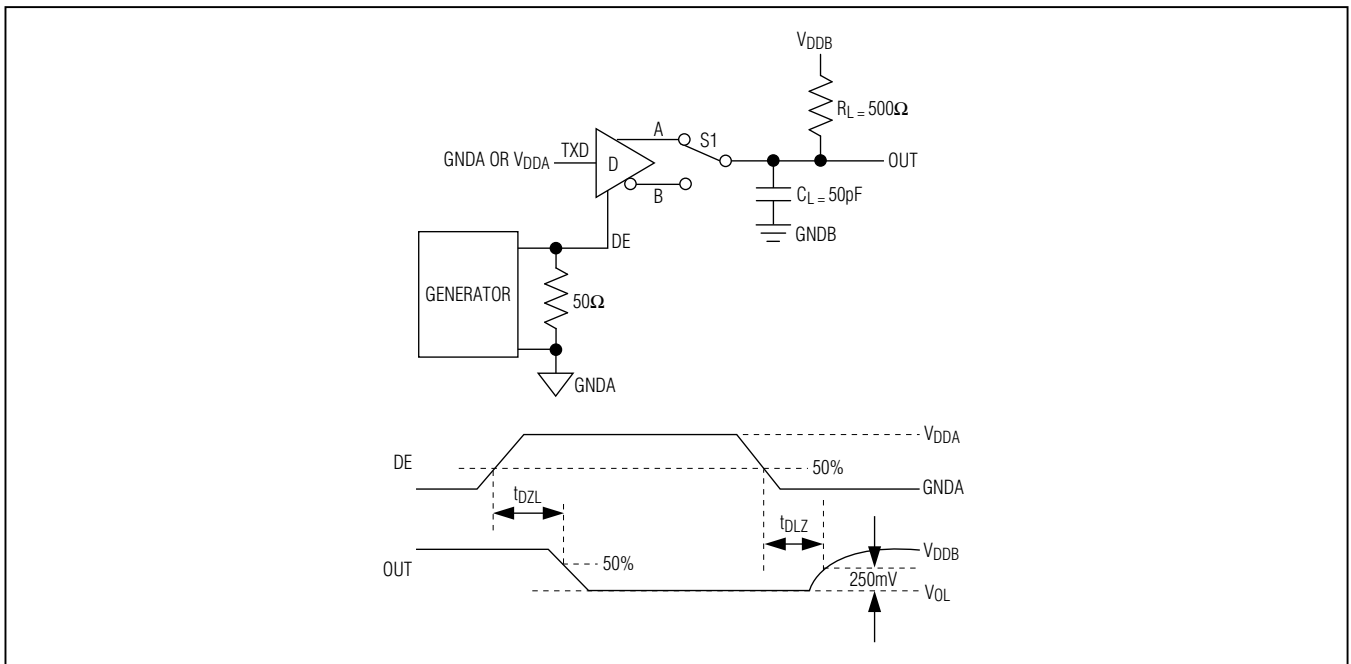 VDDB
RL = 500Ω
A
S1
TXD
GNDA OR VDDA
D
OUT
B
CL = 50pF
GNDB
DE
GENERATOR
50Ω
GNDA
VDDA
DE
50%
GNDA
tDZL
tDLZ
VDDB
OUT
50%
250mV
VOL